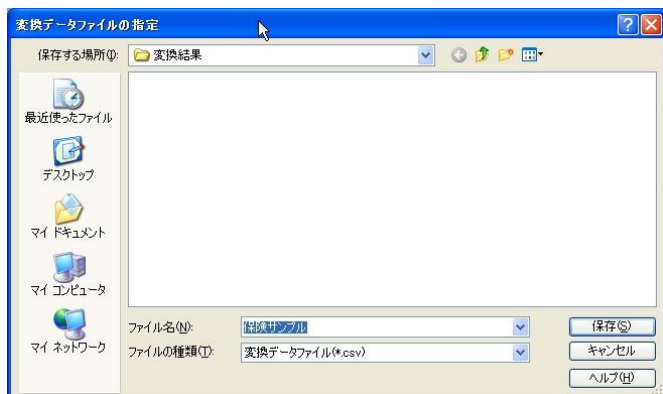 変換データファイルの指定
保存する場所(I):
変換結果
最近使ったファイル
デスクトップ
マイ ドキュメント
マイ コンピュータ
マイ ネットワーク
ファイル名(N):
保険サンプル
保存(S)
ファイルの種類(T):
変換データファイル(*.csv)
キャンセル
ヘルプ(H)